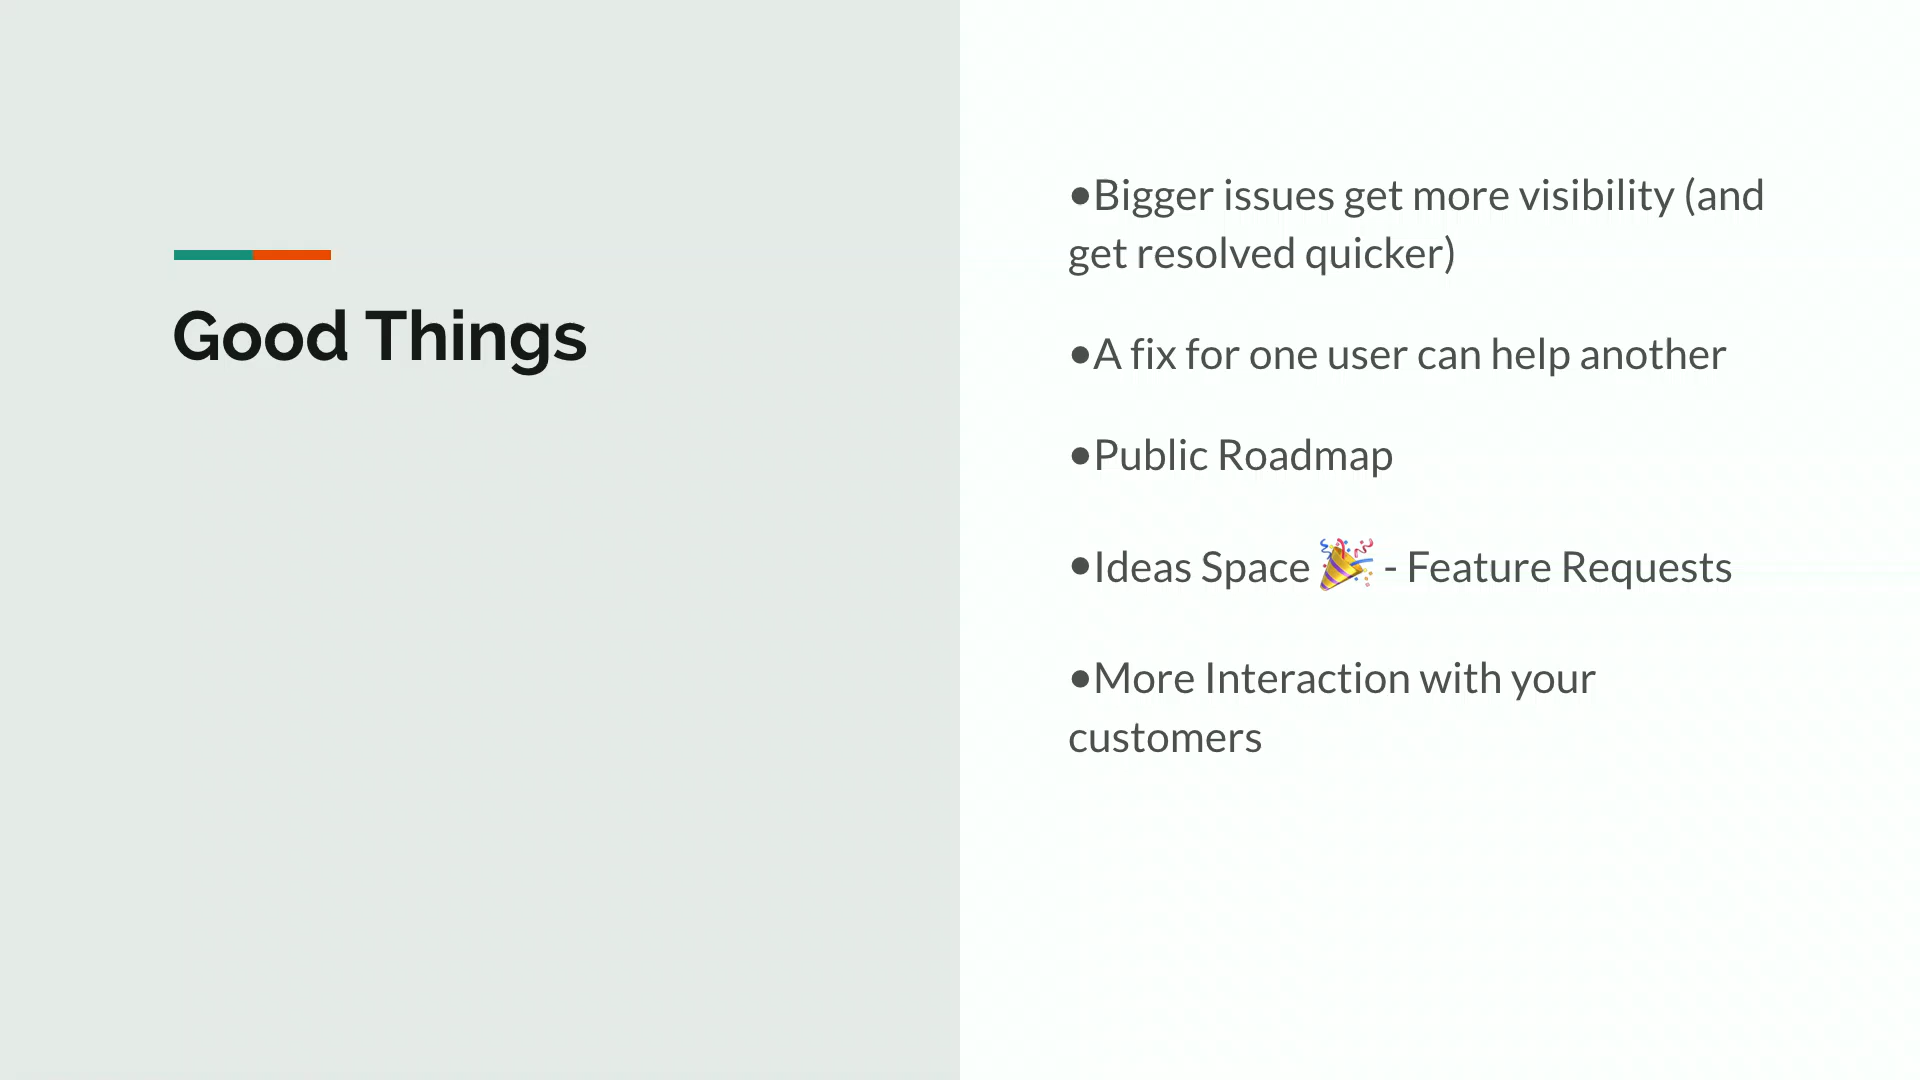 Good Things
●Bigger issues get more visibility (and
get resolved quicker)
●A fix for one user can help another
●Public Roadmap
●Ideas Space 🎉 - Feature Requests
●More Interaction with your
customers